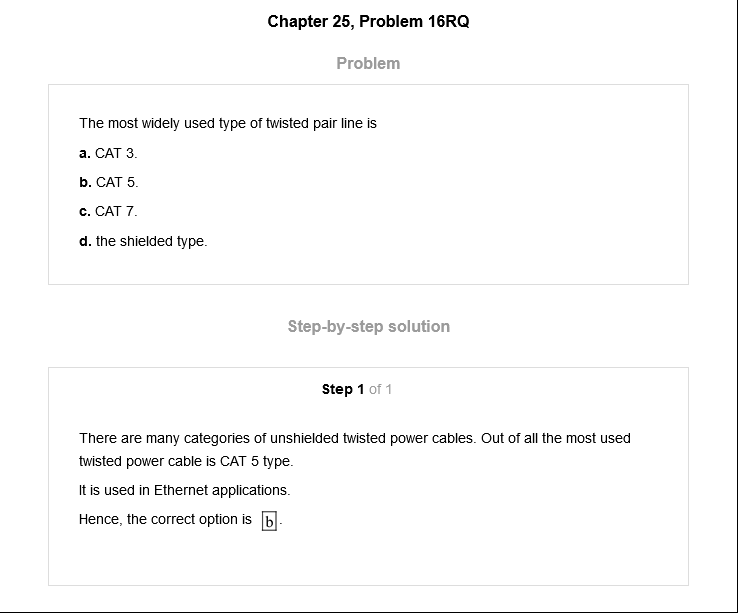 Chapter 25, Problem 16RQ
Problem
The most widely used type of twisted pair line is
a. CAT 3.
b. CAT 5.
c. CAT 7.
d. the shielded type.
Step-by-step solution
Step 1 of 1
There are many categories of unshielded twisted power cables. Out of all the most used
twisted power cable is CAT 5 type.
It is used in Ethernet applications.
Hence, the correct option is b.